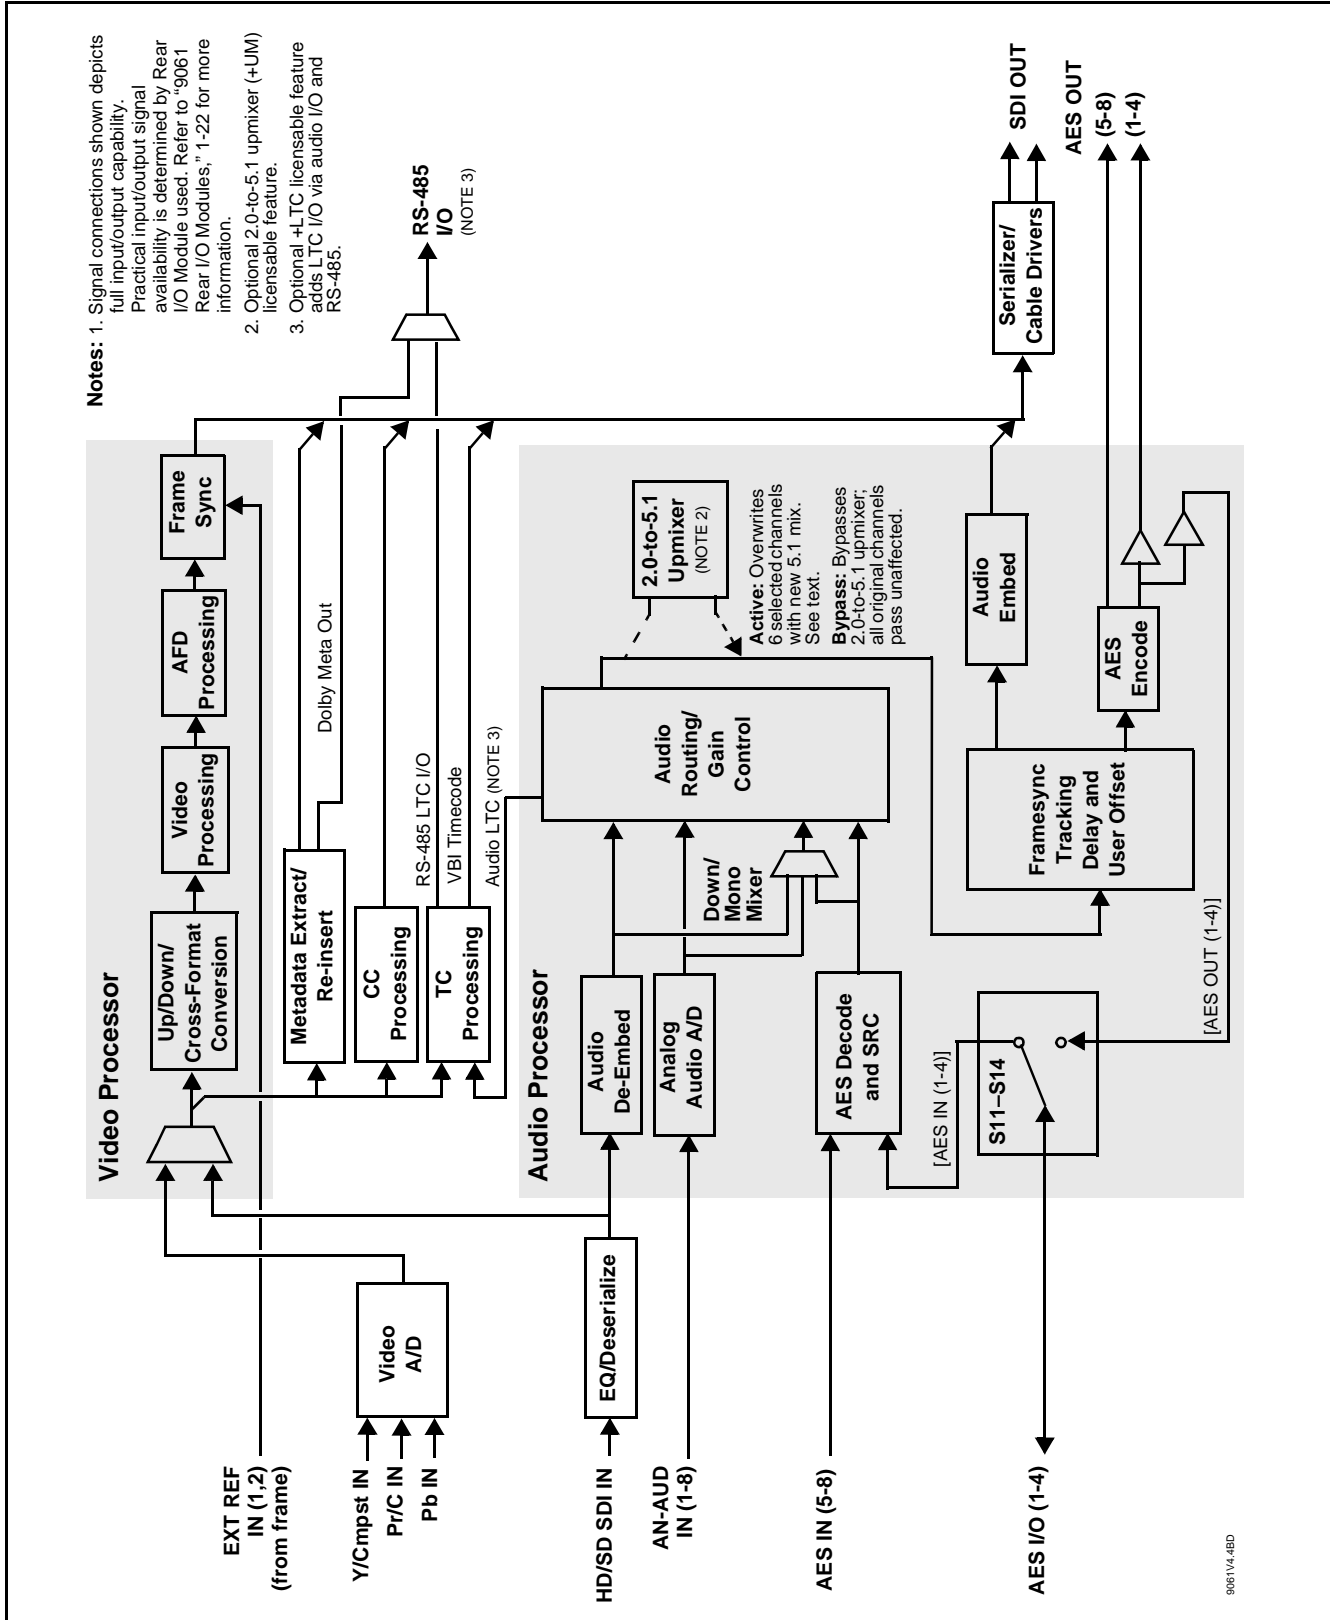 Notes: 1. Signal connections shown depicts
full input/output capability.
Practical input/output signal
availability is determined by Rear
I/O Module used. Refer to “9061
Rear I/O Modules,” 1-22 for more
information.
2. Optional 2.0-to-5.1 upmixer (+UM)
licensable feature.
3. Optional +LTC licensable feature
adds LTC I/O via audio I/O and
RS-485.
Video Processor
EXT REF
IN (1,2)
(from frame)
Y/Cmpst IN
Pr/C IN
Pb IN
Video
A/D
Up/Down/
Cross-Format
Conversion
Video
Processing
AFD
Processing
Frame
Sync
Metadata Extract/
Re-insert
Dolby Meta Out
CC
Processing
RS-485 LTC I/O
VBI Timecode
TC
Processing
Audio LTC (NOTE 3)
RS-485
I/O
(NOTE 3)
Audio Processor
HD/SD SDI IN
EQ/Deserialize
AN-AUD
IN (1-8)
AES IN (5-8)
AES I/O (1-4)
Audio
De-Embed
Analog
Audio A/D
AES Decode
and SRC
Down/
Mono
Mixer
Audio
Routing/
Gain
Control
2.0-to-5.1
Upmixer
(NOTE 2)
Active: Overwrites
6 selected channels
with new 5.1 mix.
See text.
Bypass: Bypasses
2.0-to-5.1 upmixer;
all original channels
pass unaffected.
[AES IN (1-4)]
S11–S14
[AES OUT (1-4)]
Framesync
Tracking
Delay and
User Offset
Audio
Embed
AES
Encode
Serializer/
Cable Drivers
SDI OUT
AES OUT
(5-8)
(1-4)
9061V4.4BD